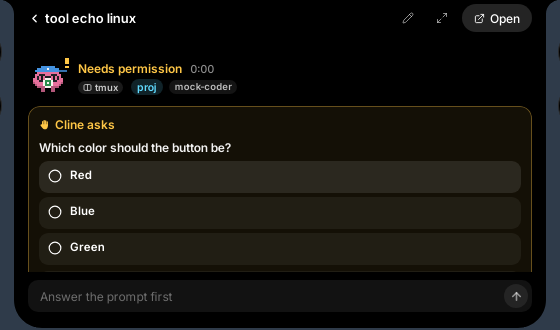 tool echo linux
Open
Needs permission 0:00
tmux proj mock-coder
Cline asks
Which color should the button be?
Red
Blue
Green
Answer the prompt first